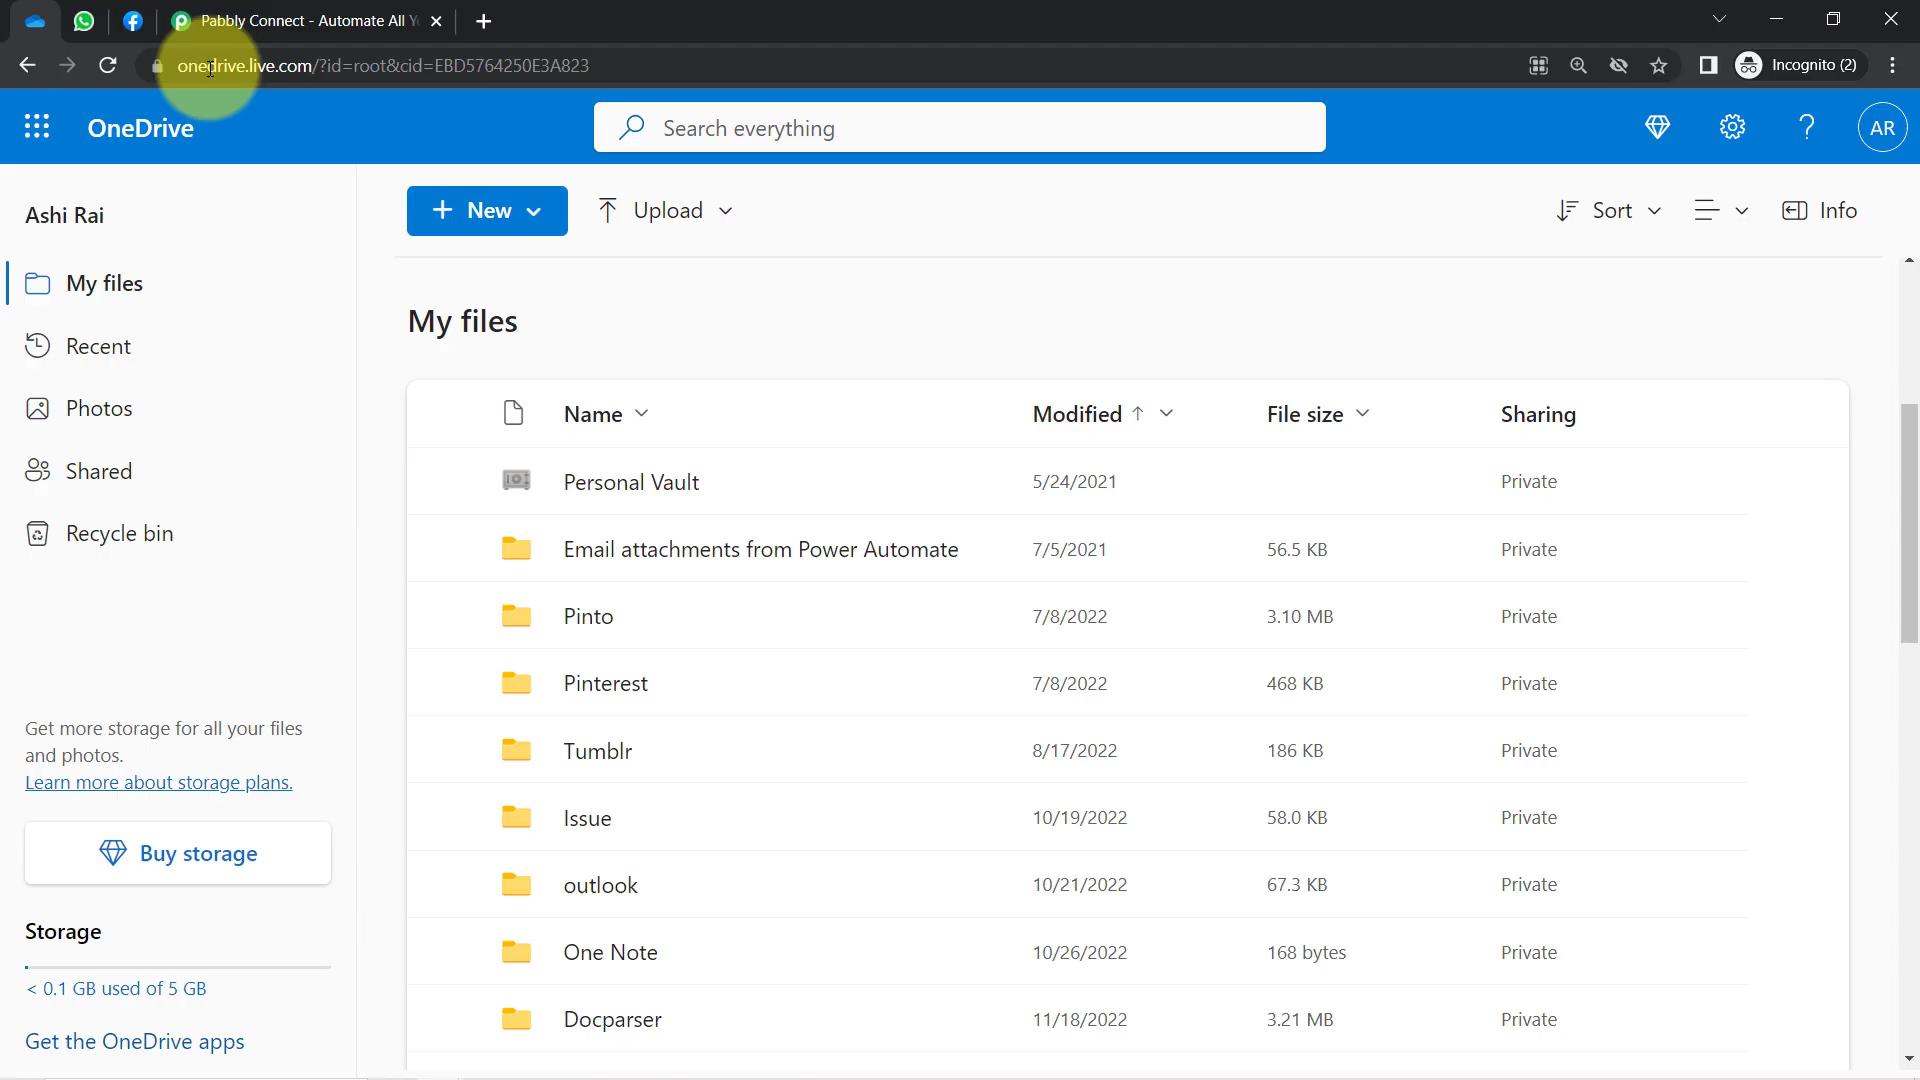 Pabbly Connect - Automate All Y
onedrive.live.com/?id=root&cid=EBD5764250E3A823
Incognito (2)
OneDrive
Search everything
AR
Ashi Rai
My files
Recent
Photos
Shared
Recycle bin
Get more storage for all your files
and photos.
Learn more about storage plans.
Buy storage
Storage
< 0.1 GB used of 5 GB
Get the OneDrive apps
New
Upload
Sort
Info
My files
Name Modified File size Sharing
Personal Vault 5/24/2021 Private
Email attachments from Power Automate 7/5/2021 56.5 KB Private
Pinto 7/8/2022 3.10 MB Private
Pinterest 7/8/2022 468 KB Private
Tumblr 8/17/2022 186 KB Private
Issue 10/19/2022 58.0 KB Private
outlook 10/21/2022 67.3 KB Private
One Note 10/26/2022 168 bytes Private
Docparser 11/18/2022 3.21 MB Private